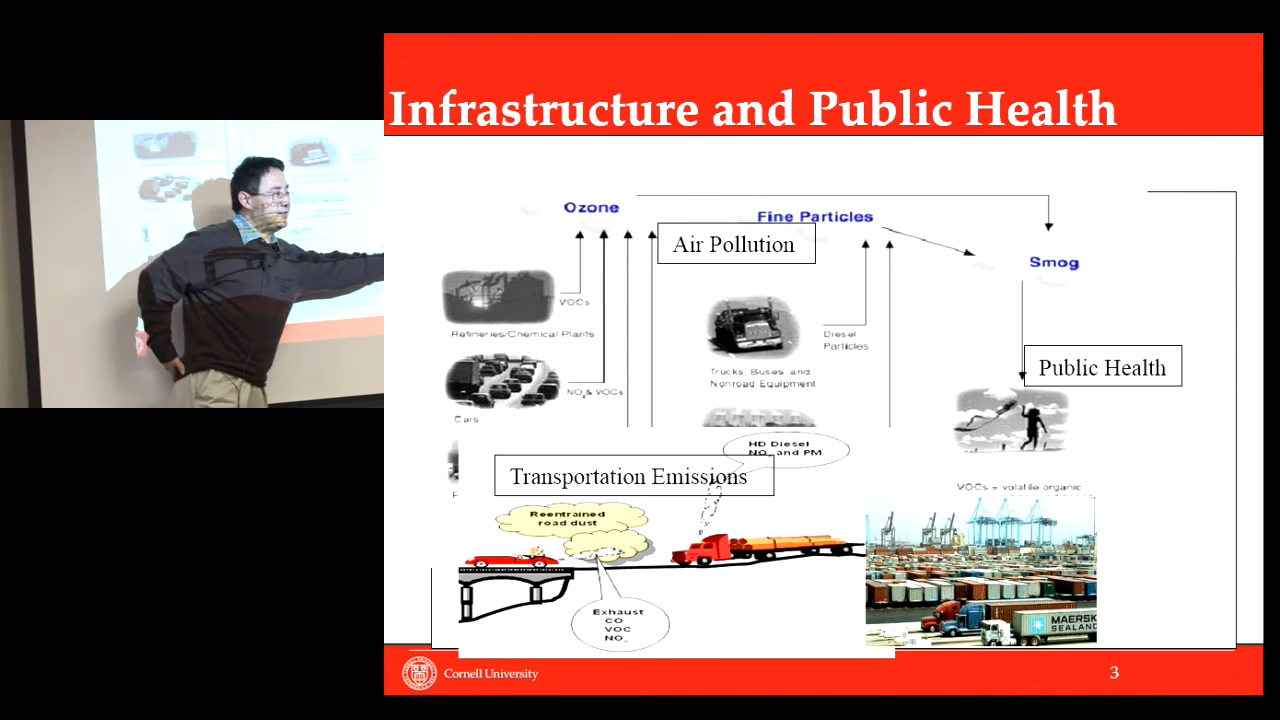 Infrastructure and Public Health
Ozone
Fine Particles
Air Pollution
Smog
VOCs
Refineries/Chemical Plants
Diesel
Particles
Public Health
Trucks, Buses, and
Nonroad Equipment
NOx& VOCs
Cars
HD Diesel
NOx and PM
Transportation Emissions
VOCs = volatile organic
Reentrained
road dust
Exhaust
CO
VOC
NOx
MAERSK
SEALAND
Cornell University
3